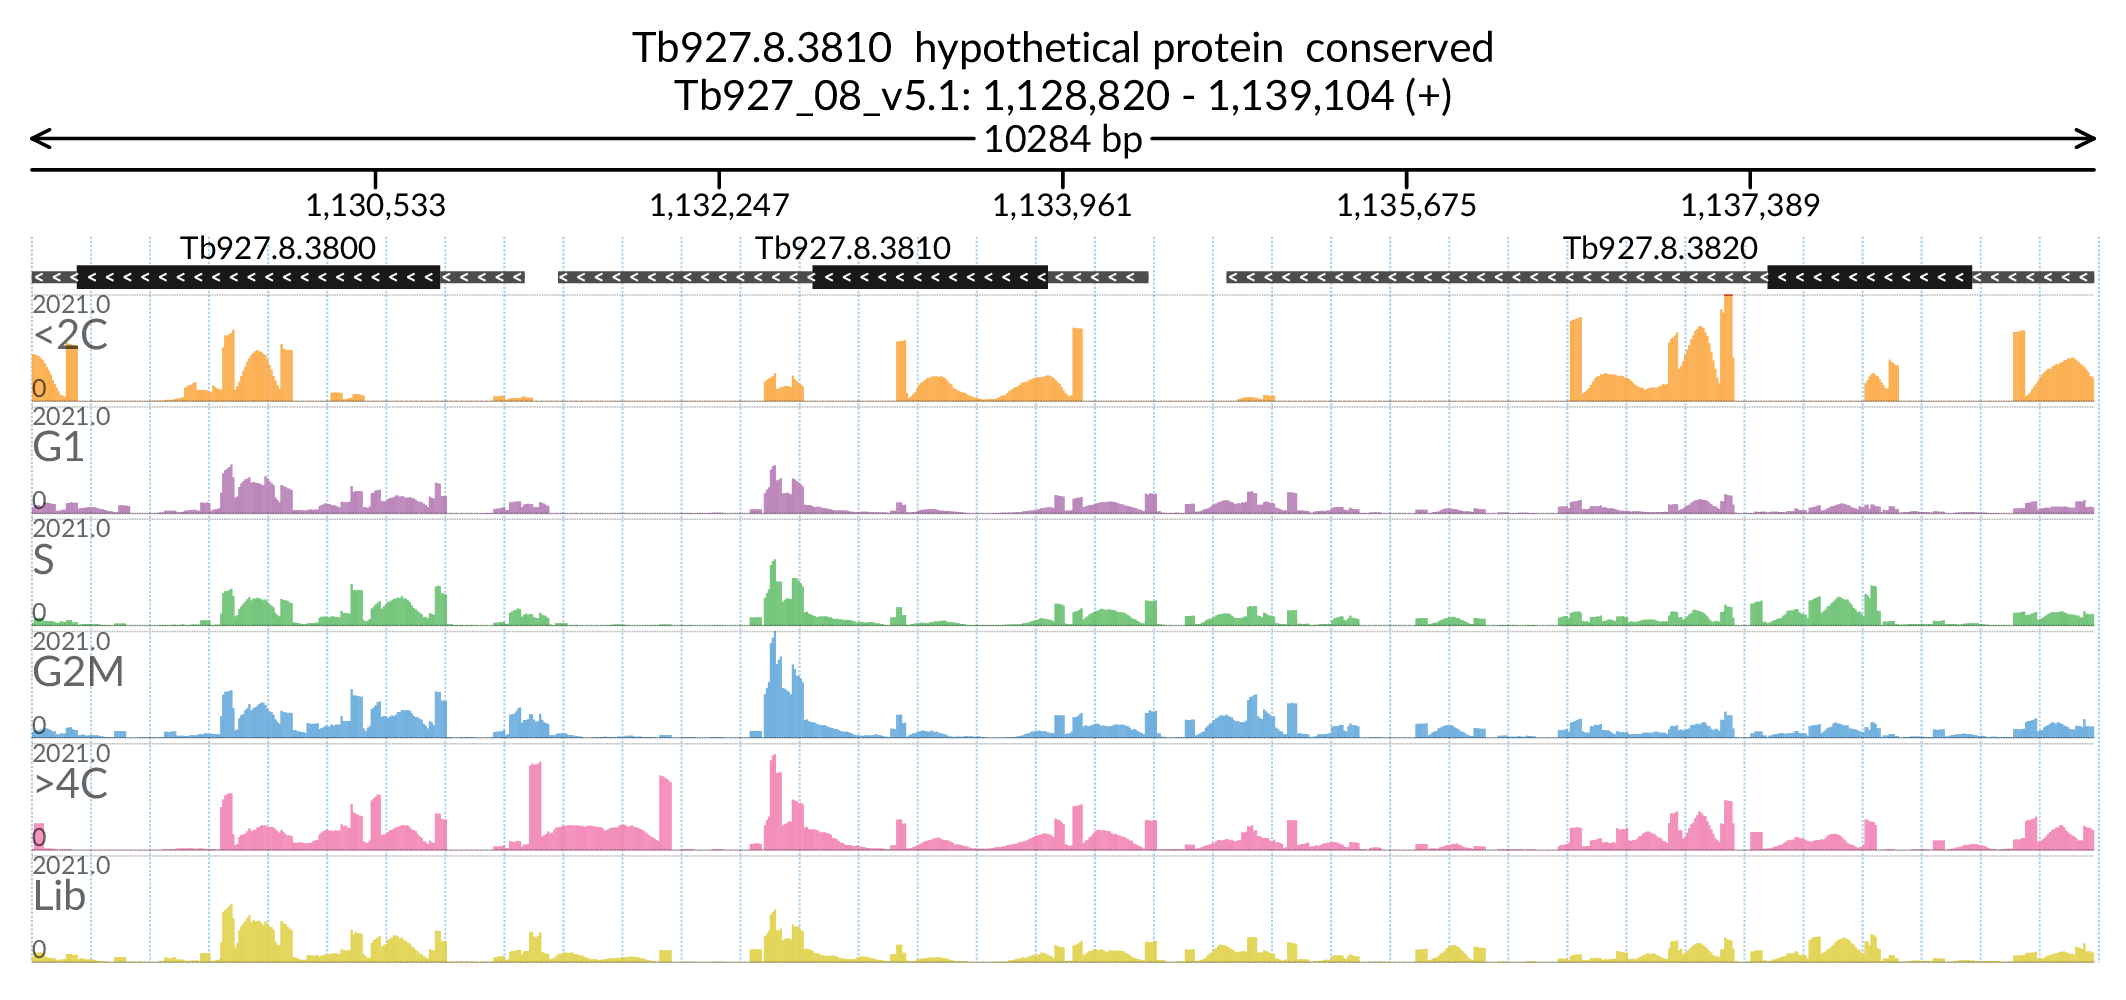 Tb927.8.3810 hypothetical protein conserved
Tb927_08_v5.1: 1,128,820 - 1,139,104 (+)
10284 bp
1,130,533 1,132,247 1,133,961 1,135,675 1,137,389
Tb927.8.3800 Tb927.8.3810 Tb927.8.3820
2021.0
<2C
0
2021.0
G1
0
2021.0
S
0
2021.0
G2M
0
2021.0
>4C
0
2021.0
Lib
0